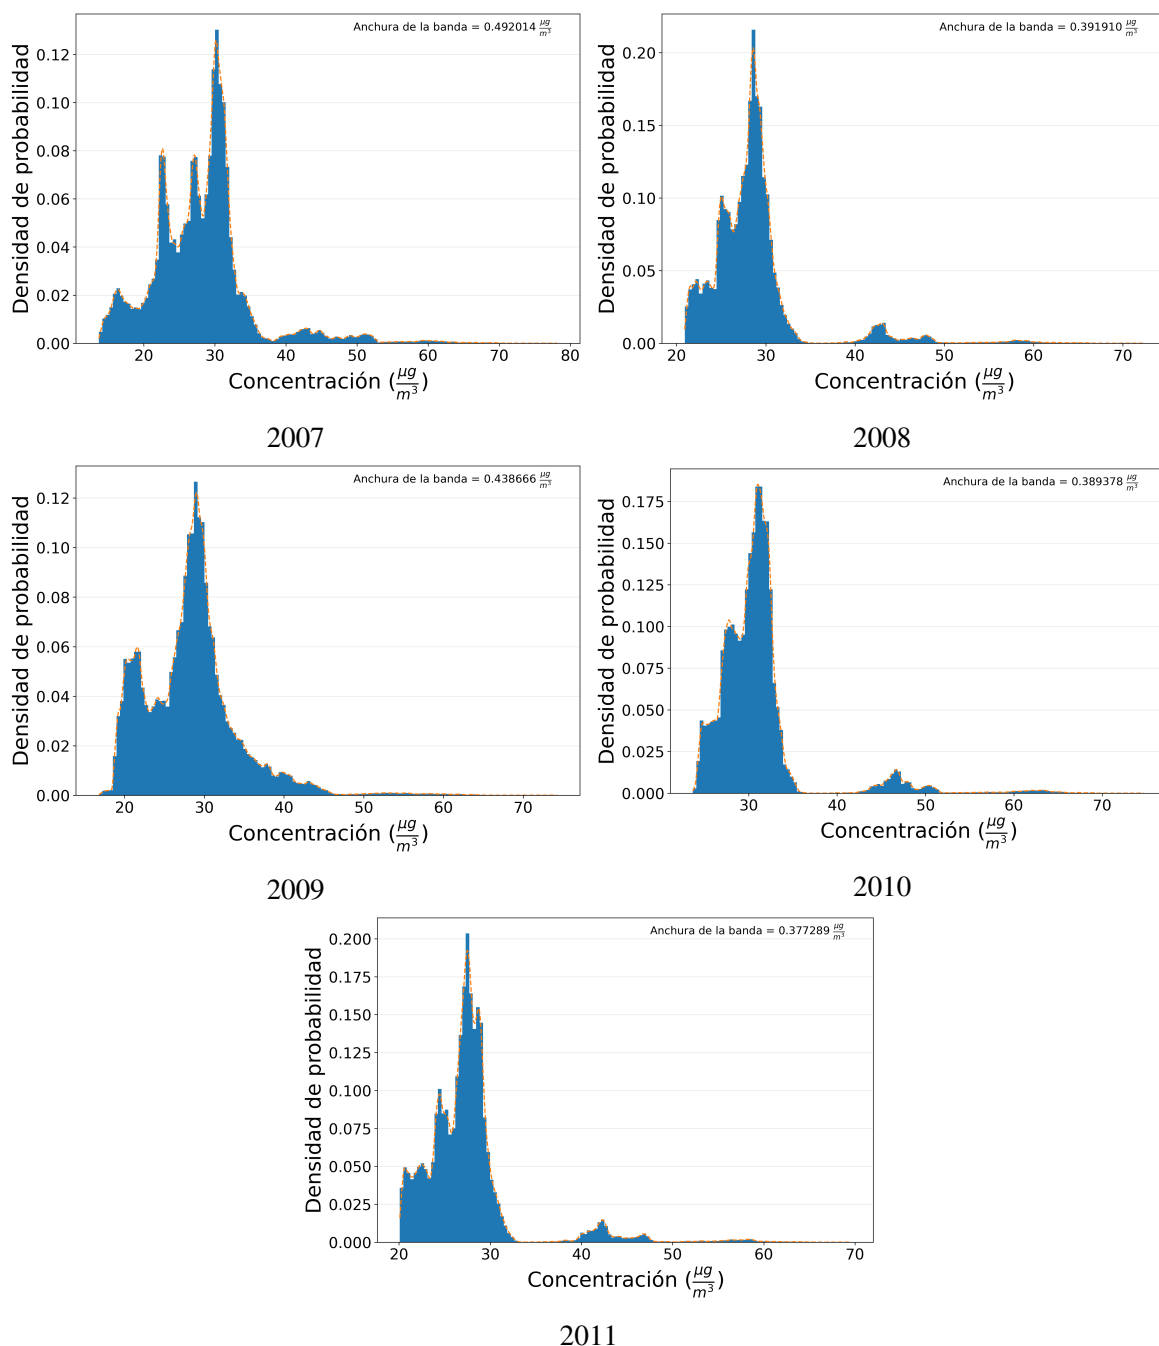 Anchura de la banda = 0.492014 μg/m³
Densidad de probabilidad
0.12
0.10
0.08
0.06
0.04
0.02
0.00
20 30 40 50 60 70 80
Concentración (μg/m³)
2007
Anchura de la banda = 0.391910 μg/m³
Densidad de probabilidad
0.20
0.15
0.10
0.05
0.00
20 30 40 50 60 70
Concentración (μg/m³)
2008
Anchura de la banda = 0.438666 μg/m³
Densidad de probabilidad
0.12
0.10
0.08
0.06
0.04
0.02
0.00
20 30 40 50 60 70
Concentración (μg/m³)
2009
Anchura de la banda = 0.389378 μg/m³
Densidad de probabilidad
0.175
0.150
0.125
0.100
0.075
0.050
0.025
0.000
30 40 50 60 70
Concentración (μg/m³)
2010
Anchura de la banda = 0.377289 μg/m³
Densidad de probabilidad
0.200
0.175
0.150
0.125
0.100
0.075
0.050
0.025
0.000
20 30 40 50 60 70
Concentración (μg/m³)
2011